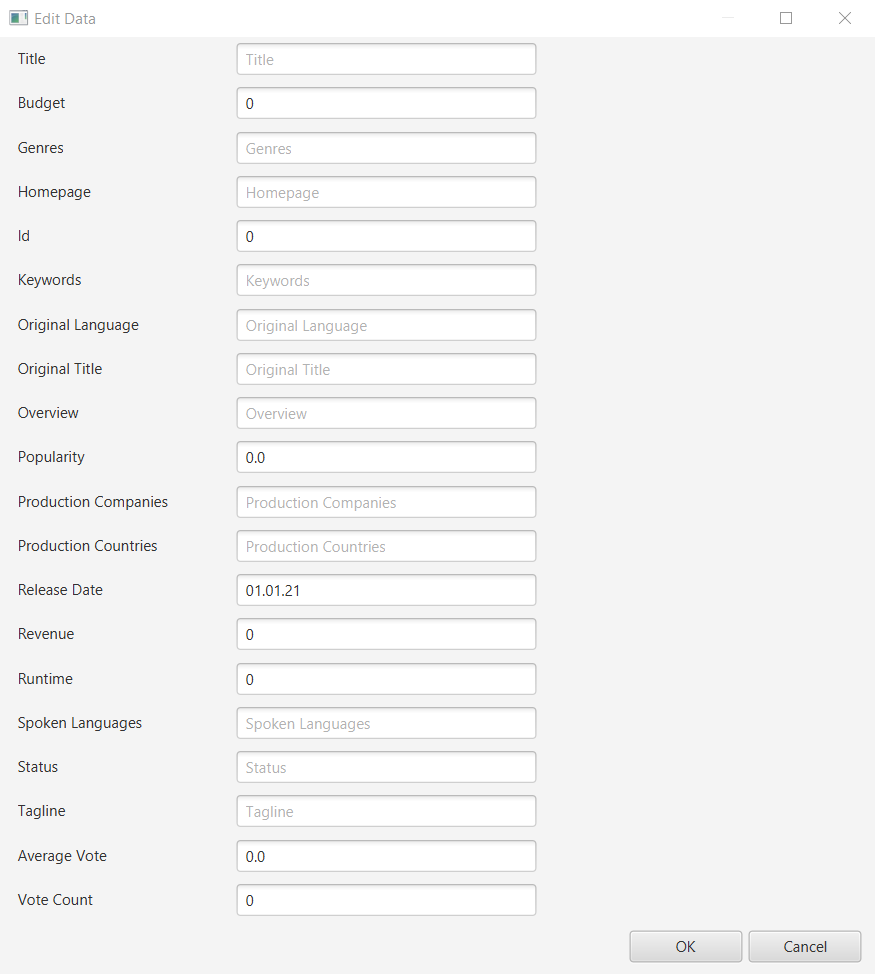 Edit Data
Title Title
Budget 0
Genres Genres
Homepage Homepage
Id 0
Keywords Keywords
Original Language Original Language
Original Title Original Title
Overview Overview
Popularity 0.0
Production Companies Production Companies
Production Countries Production Countries
Release Date 01.01.21
Revenue 0
Runtime 0
Spoken Languages Spoken Languages
Status Status
Tagline Tagline
Average Vote 0.0
Vote Count 0
OK Cancel